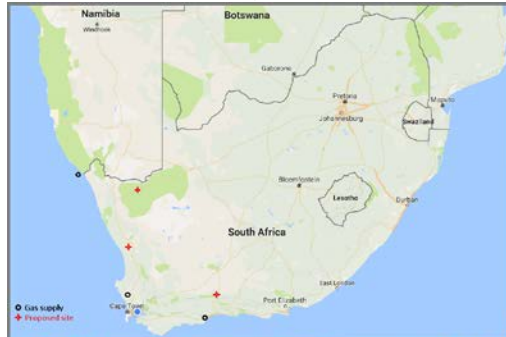 Namibia
Botswana
Windhoek
Gaborone
Pretoria
Johannesburg
Maputo
Swaziland
Bloemfontein
Lesotho
Durban
South Africa
East London
Port Elizabeth
Cape Town
Gas supply
Proposed site